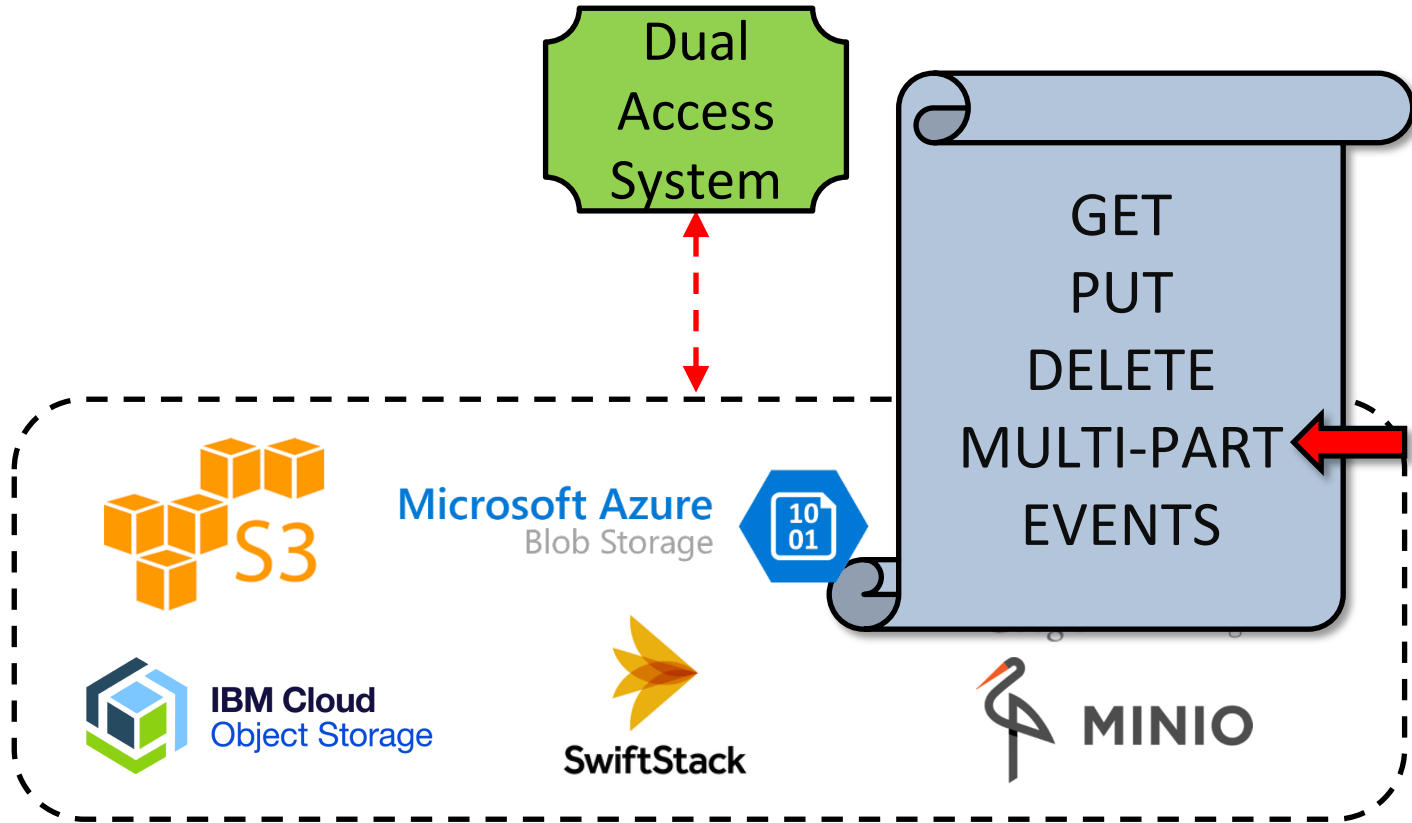 Dual
Access
System
GET
PUT
DELETE
MULTI-PART
EVENTS
S3
Microsoft Azure
Blob Storage
10
01
IBM Cloud
Object Storage
SwiftStack
MINIO